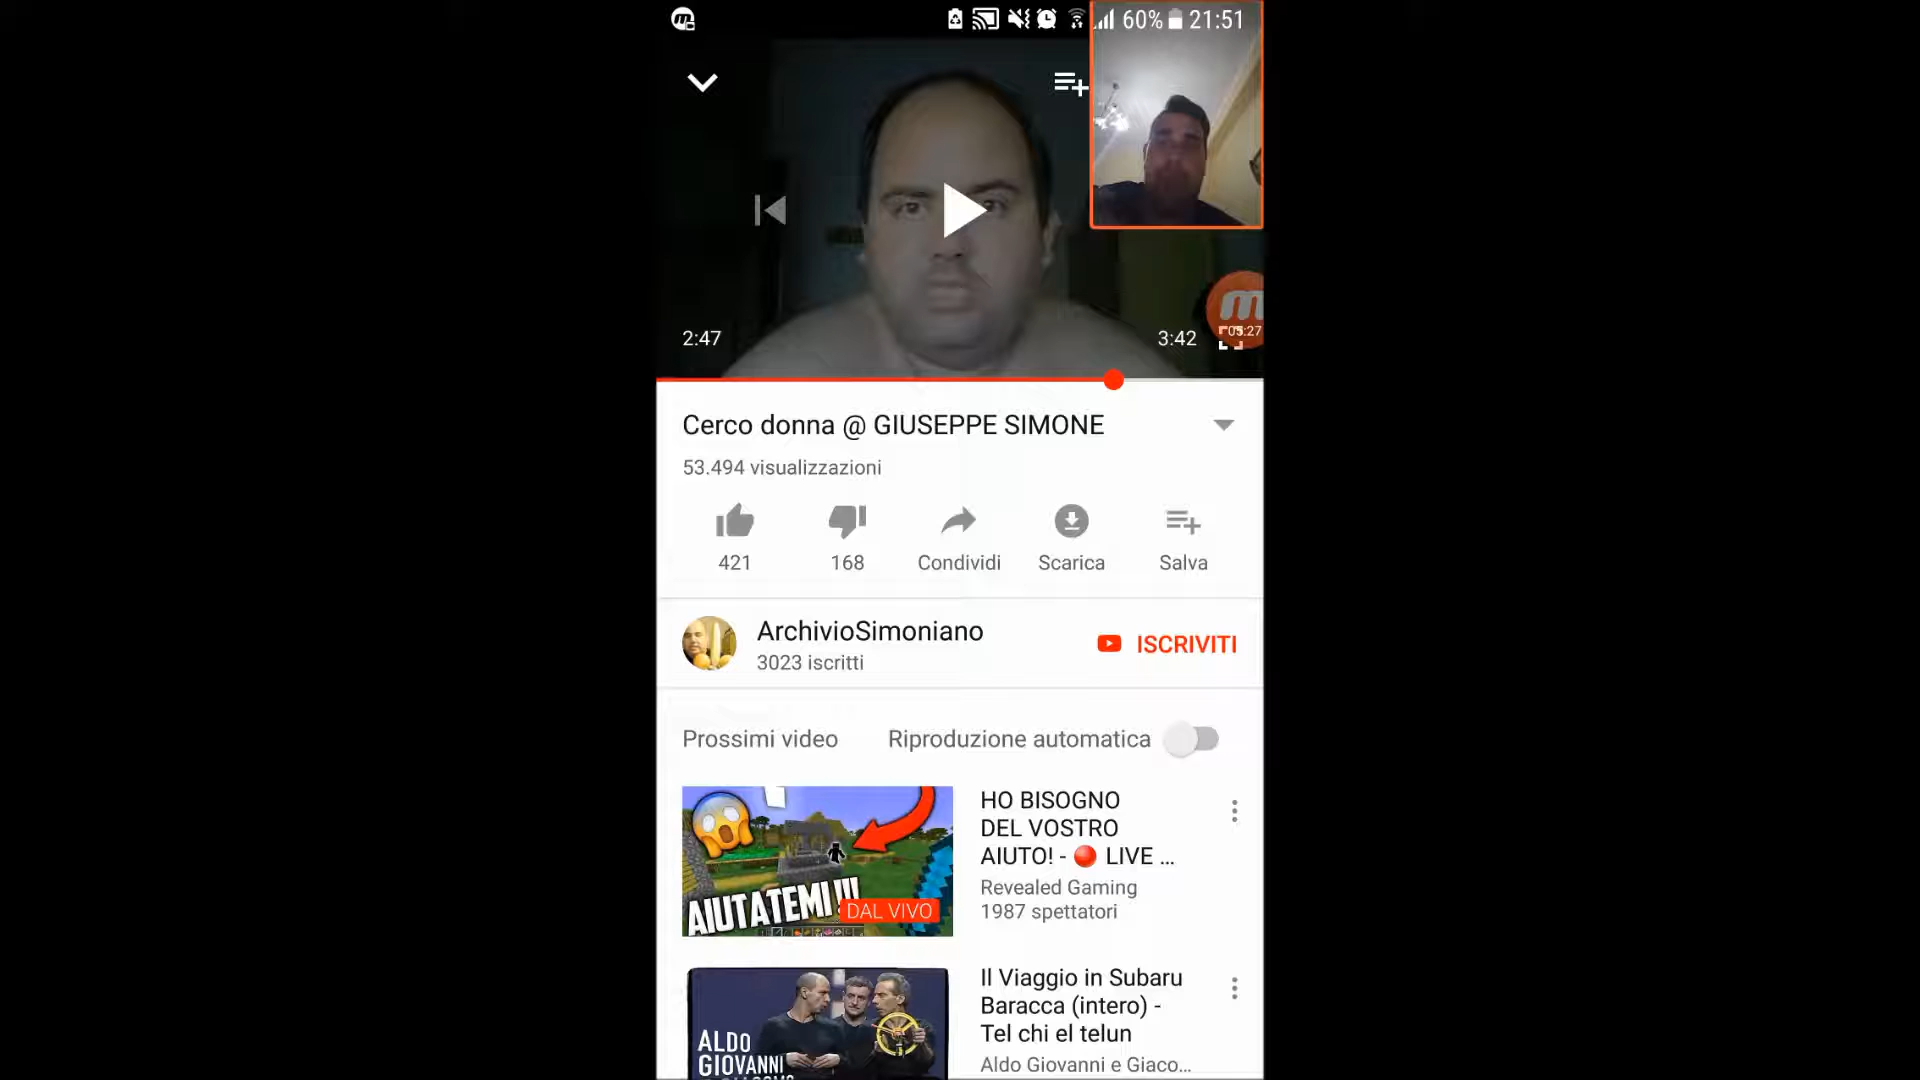 60% 21:51
2:47
3:42
05:27
Cerco donna @ GIUSEPPE SIMONE
53.494 visualizzazioni
421
168
Condividi
Scarica
Salva
ArchivioSimoniano
3023 iscritti
ISCRIVITI
Prossimi video
Riproduzione automatica
AIUTATEMI!!!
DAL VIVO
HO BISOGNO
DEL VOSTRO
AIUTO! - 🔴 LIVE ...
Revealed Gaming
1987 spettatori
ALDO
GIOVANNI
Il Viaggio in Subaru
Baracca (intero) -
Tel chi el telun
Aldo Giovanni e Giaco...